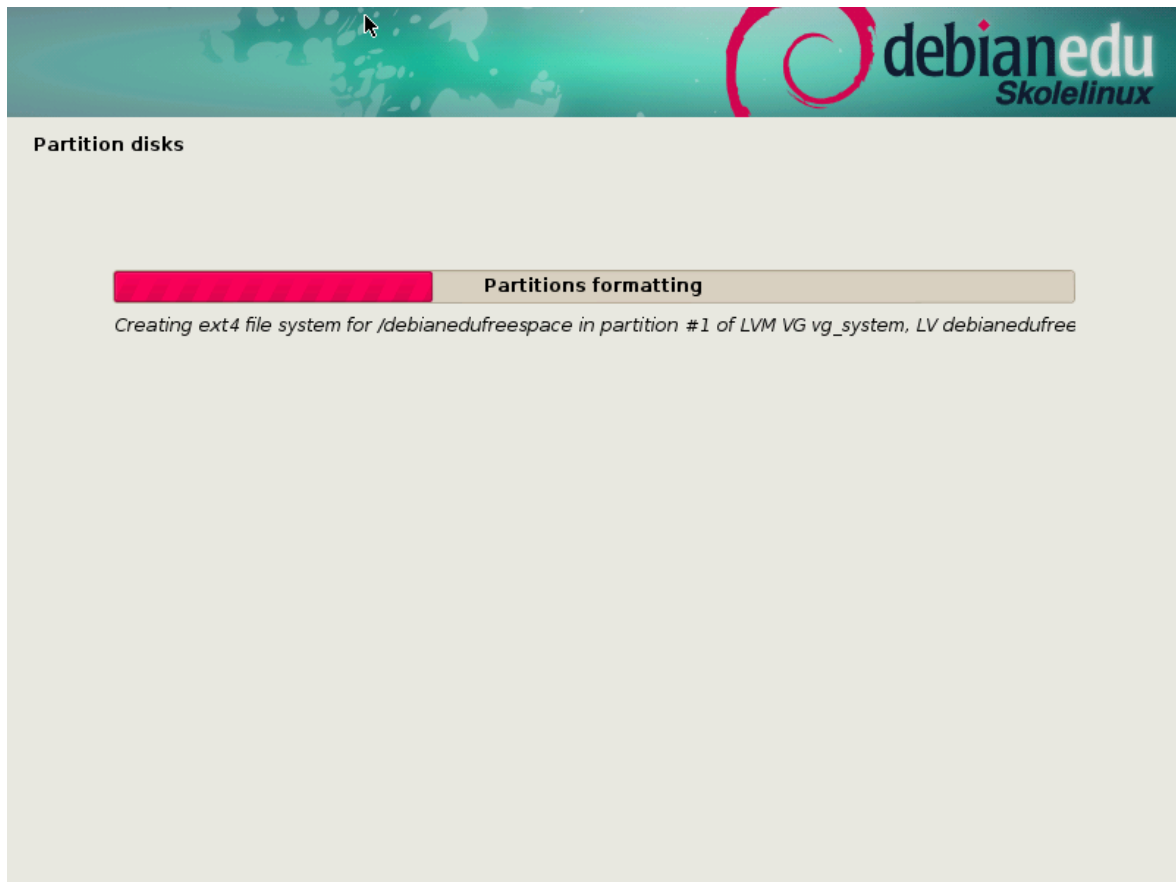 debianedu
Skolelinux
Partition disks
Partitions formatting
Creating ext4 file system for /debianedufreespace in partition #1 of LVM VG vg_system, LV debianedufree